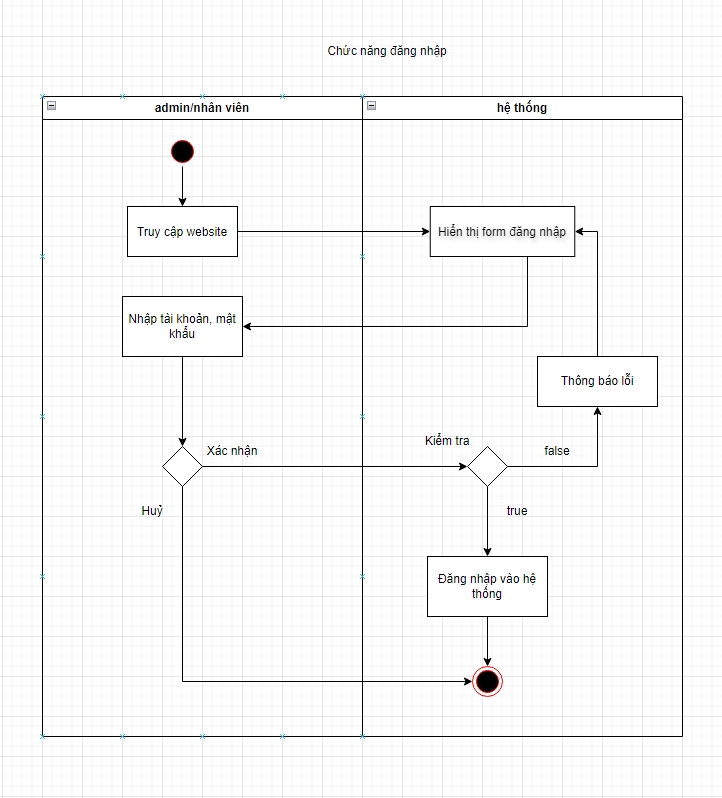 Chức năng đăng nhập
admin/nhân viên
hệ thống
Truy cập website
Hiển thị form đăng nhập
Nhập tài khoản, mật
khẩu
Thông báo lỗi
Xác nhận
Kiểm tra
false
Huỷ
true
Đăng nhập vào hệ
thống